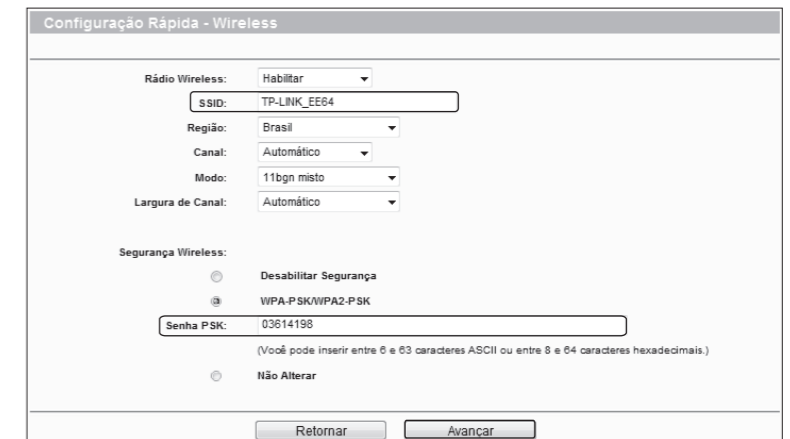 Configuração Rápida - Wireless
Rádio Wireless: Habilitar
SSID: TP-LINK_EE64
Região: Brasil
Canal: Automático
Modo: 11bgn misto
Largura de Canal: Automático
Segurança Wireless:
Desabilitar Segurança
WPA-PSK/WPA2-PSK
Senha PSK: 03614198
(Você pode inserir entre 6 e 63 caracteres ASCII ou entre 8 e 64 caracteres hexadecimais.)
Não Alterar
Retornar Avançar